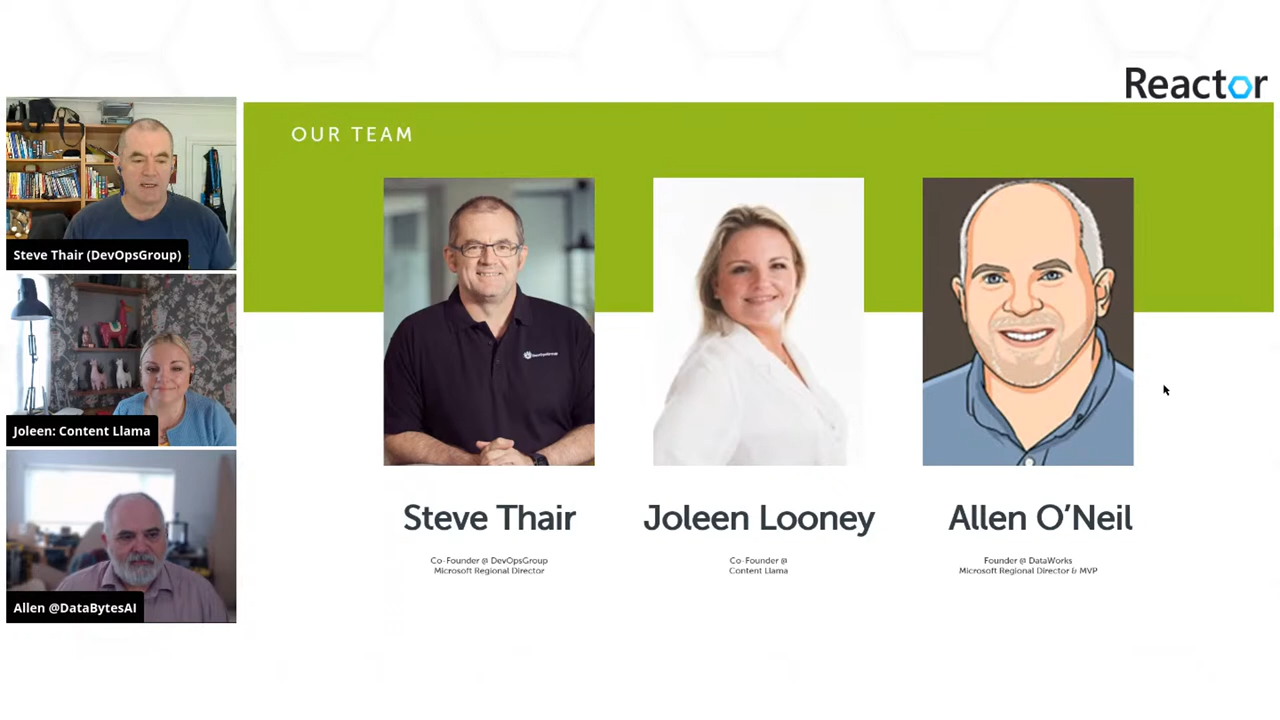 Reactor
OUR TEAM
Steve Thair (DevOpsGroup)
Joleen: Content Llama
Allen @DataBytesAI
DevOpsGroup
Steve Thair
Co-Founder @ DevOpsGroup
Microsoft Regional Director
Joleen Looney
Co-Founder @
Content Llama
Allen O’Neil
Founder @ DataWorks
Microsoft Regional Director & MVP